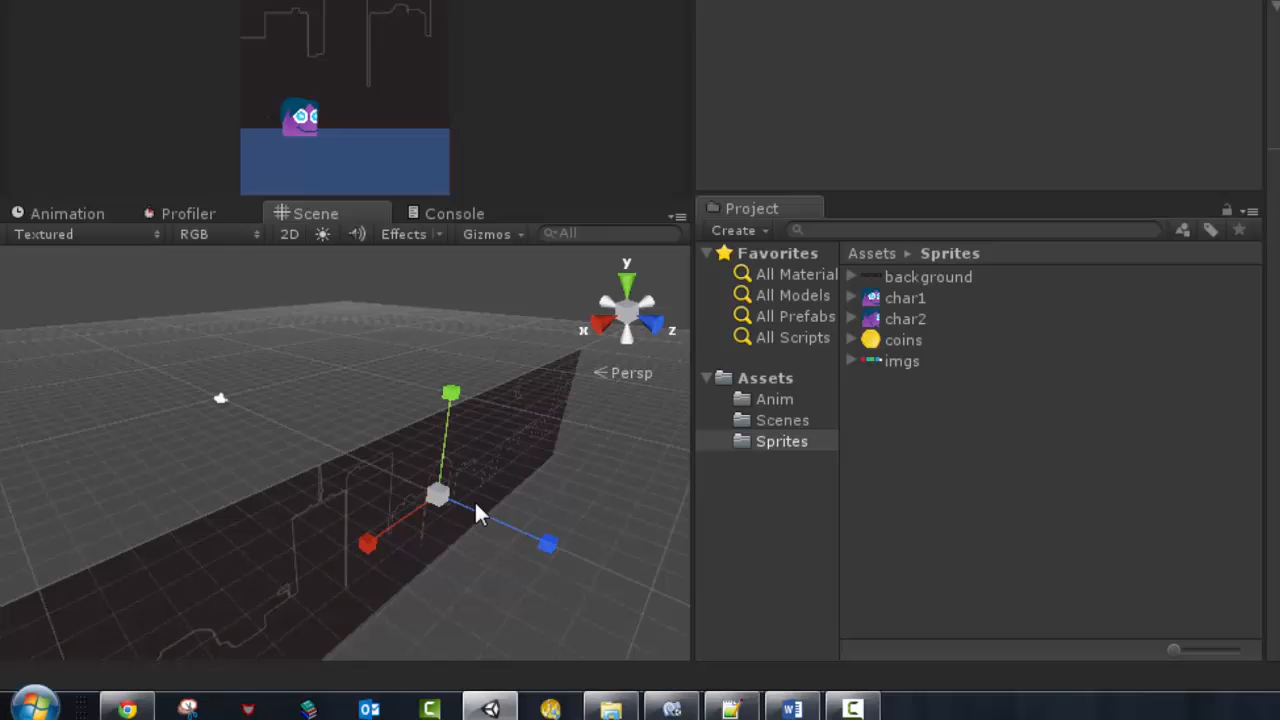 Animation Profiler Scene Console
Textured RGB 2D Effects Gizmos All
y
x z
Persp
Project
Create
Favorites
All Material
All Models
All Prefabs
All Scripts
Assets
Anim
Scenes
Sprites
Assets ▸ Sprites
background
char1
char2
coins
imgs